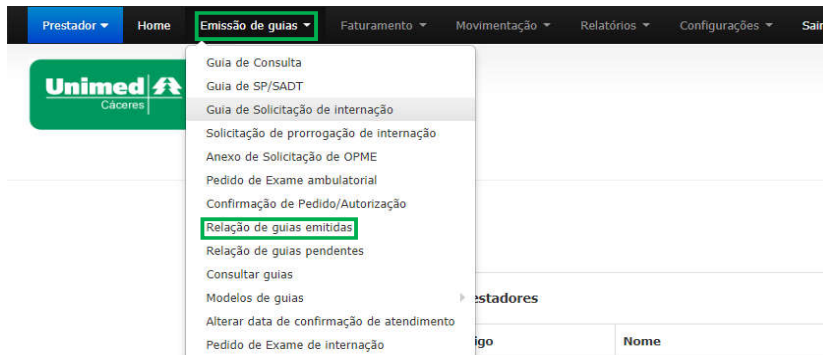 Prestador Home Emissão de guias Faturamento Movimentação Relatórios Configurações Sair
Unimed
Cáceres
Guia de Consulta
Guia de SP/SADT
Guia de Solicitação de internação
Solicitação de prorrogação de internação
Anexo de Solicitação de OPME
Pedido de Exame ambulatorial
Confirmação de Pedido/Autorização
Relação de guias emitidas
Relação de guias pendentes
Consultar guias
Modelos de guias
estadores
Alterar data de confirmação de atendimento
Pedido de Exame de internação
igo Nome